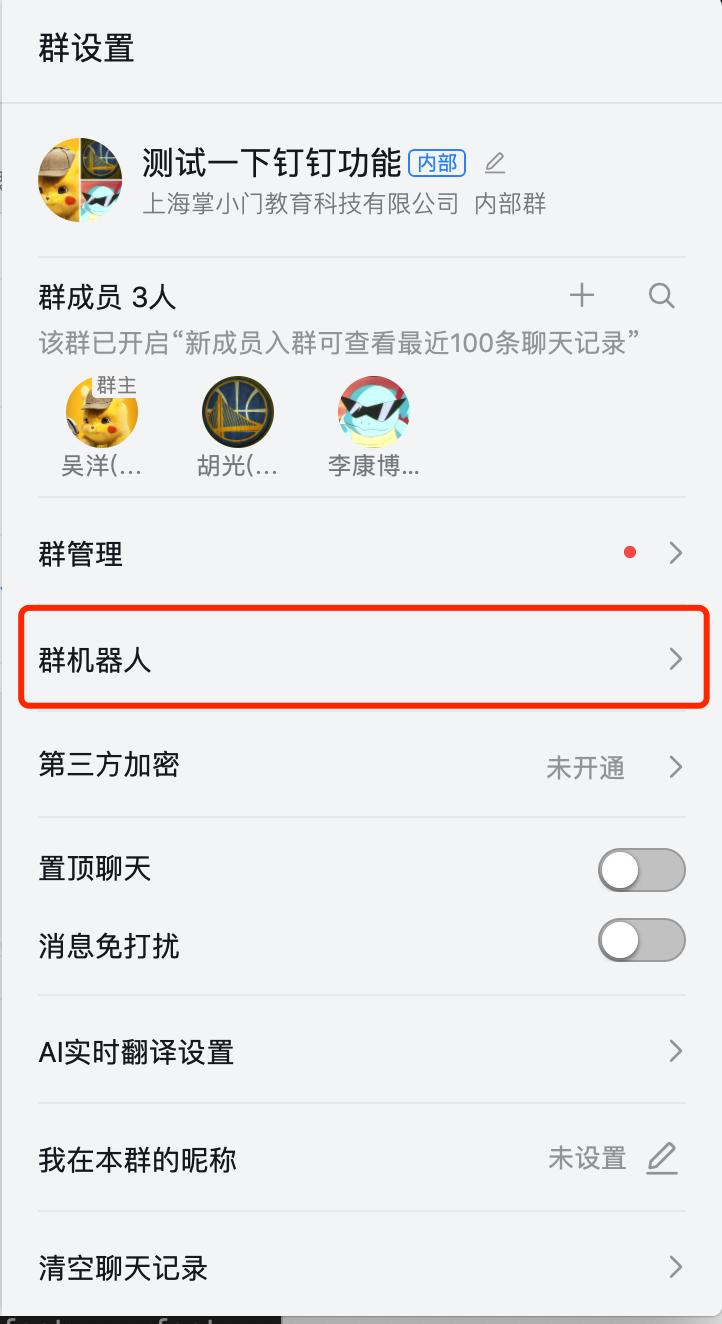 群设置
测试一下钉钉功能 内部
上海掌小门教育科技有限公司 内部群
群成员 3人
该群已开启“新成员入群可查看最近100条聊天记录”
群主
吴洋(... 胡光(... 李康博...
群管理
群机器人
第三方加密 未开通
置顶聊天
消息免打扰
AI实时翻译设置
我在本群的昵称 未设置
清空聊天记录